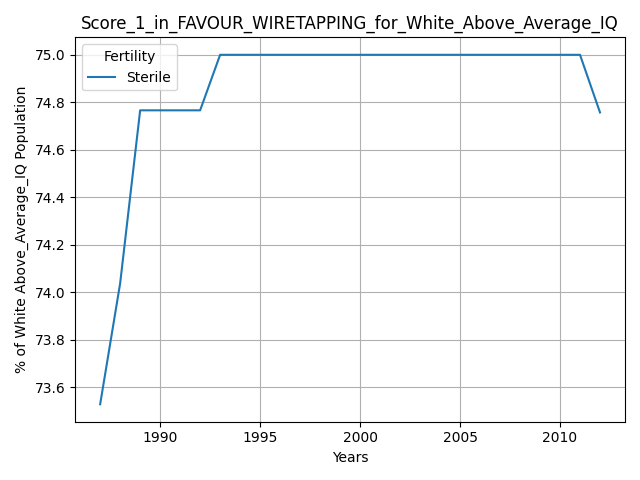 Score_1_in_FAVOUR_WIRETAPPING_for_White_Above_Average_IQ
Fertility
Sterile
% of White Above_Average_IQ Population
75.0
74.8
74.6
74.4
74.2
74.0
73.8
73.6
1990 1995 2000 2005 2010
Years